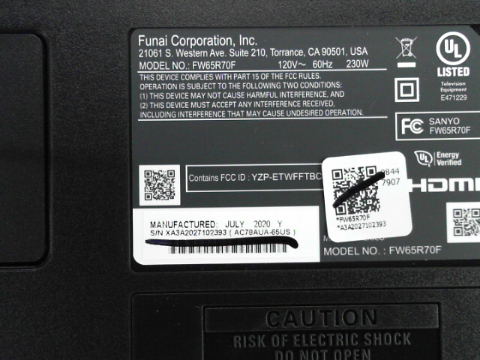 Funai Corporation, Inc.
21061 S. Western Ave. Suite 210, Torrance, CA 90501, USA
MODEL NO.: FW65R70F 120V~ 60Hz 230W
THIS DEVICE COMPLIES WITH PART 15 OF THE FCC RULES.
OPERATION IS SUBJECT TO THE FOLLOWING TWO CONDITIONS:
(1) THIS DEVICE MAY NOT CAUSE HARMFUL INTERFERENCE, AND
(2) THIS DEVICE MUST ACCEPT ANY INTERFERENCE RECEIVED,
INCLUDING INTERFERENCE THAT MAY CAUSE UNDESIRED OPERATION.
UL
LISTED
Television
Equipment
E471229
FC SANYO
FW65R70F
UL Energy
Verified
Contains FCC ID: YZP-ETWFFTBC
9844
7907
HDMI
*FW65R70F
*A3A2027102393
MANUFACTURED: JULY 2020 Y
S/N XA3A2027102393 ( AC78AUA-65US )
MODEL NO.: FW65R70F
CAUTION
RISK OF ELECTRIC SHOCK
DO NOT OPEN